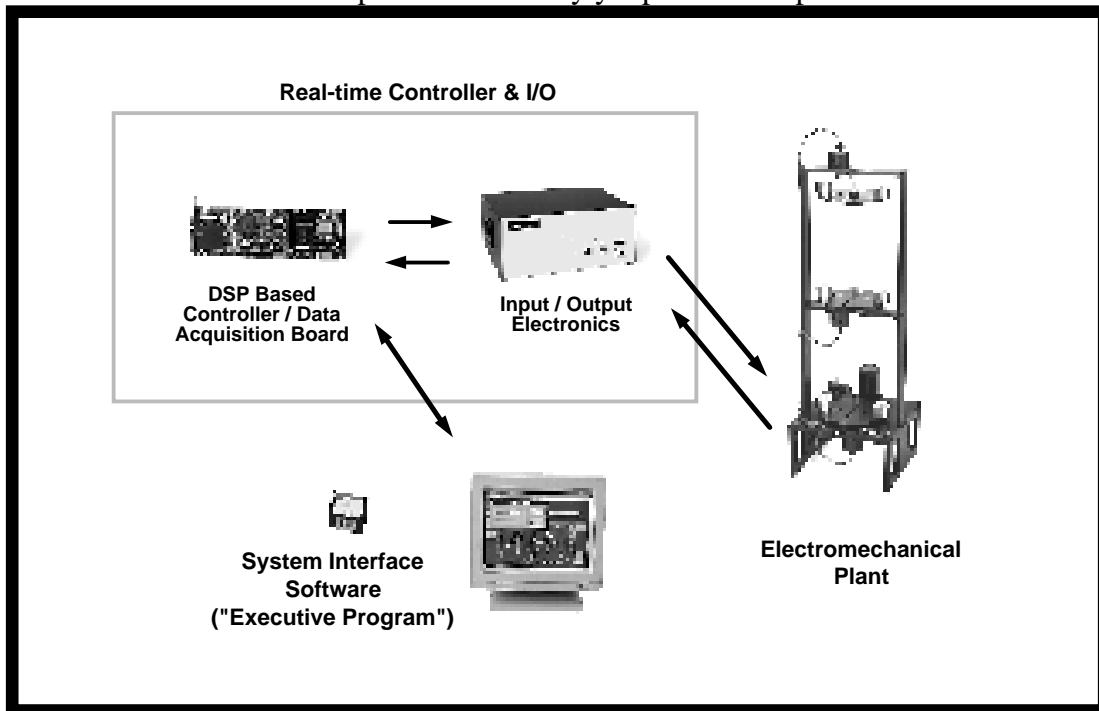 Real-time Controller & I/O
DSP Based
Controller / Data
Acquisition Board
Input / Output
Electronics
System Interface
Software
("Executive Program")
Electromechanical
Plant